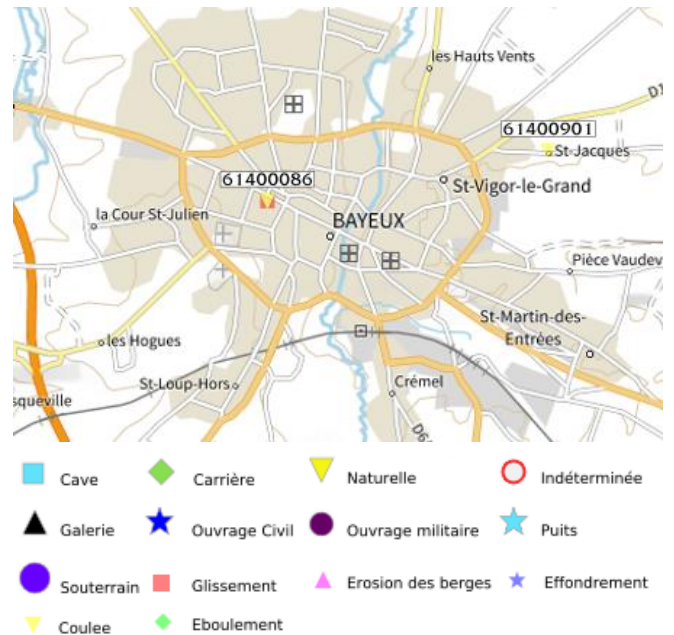 les Hauts Vents
D1
61400901
St-Jacques
61400086
St-Vigor-le-Grand
la Cour St-Julien
BAYEUX
Pièce Vaudev
St-Martin-des-
Entrées
les Hogues
St-Loup-Hors
Crémel
squeville
D6
Cave
Carrière
Naturelle
Indéterminée
Galerie
Ouvrage Civil
Ouvrage militaire
Puits
Souterrain
Glissement
Erosion des berges
Effondrement
Coulee
Eboulement